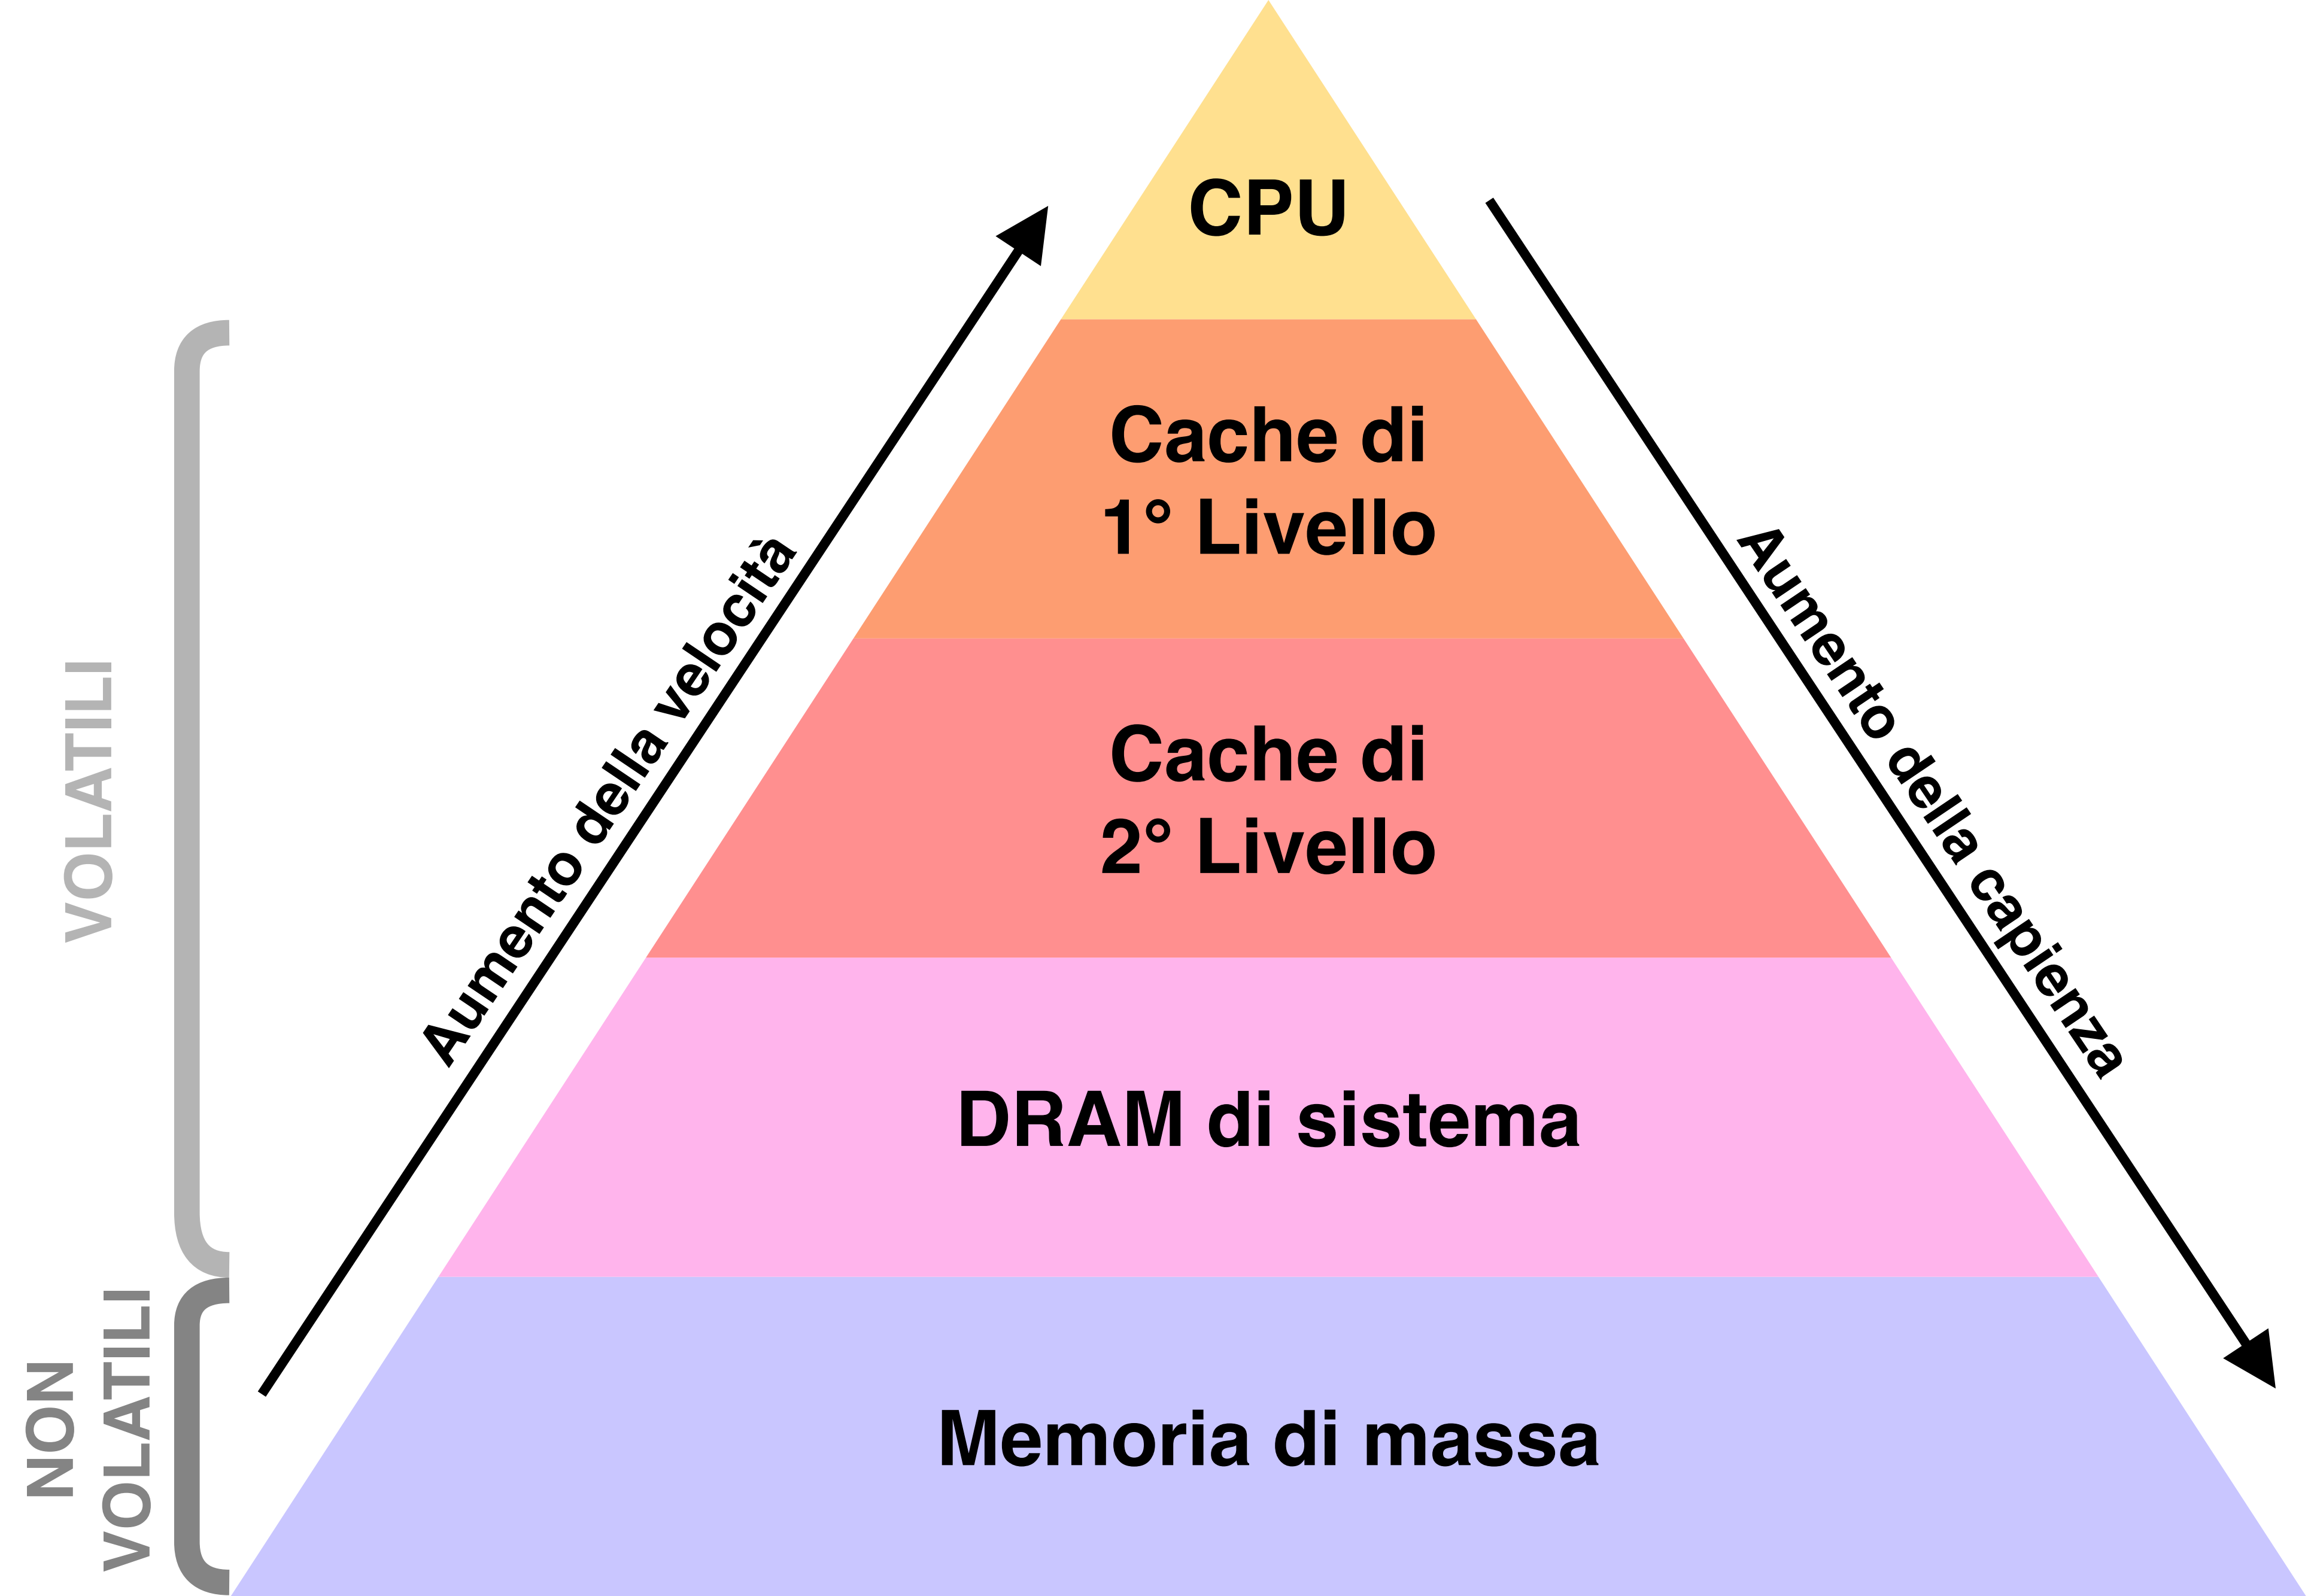 CPU
Cache di
1° Livello
Cache di
2° Livello
DRAM di sistema
Memoria di massa
Aumento della velocità
Aumento della capienza
VOLATILI
NON
VOLATILI